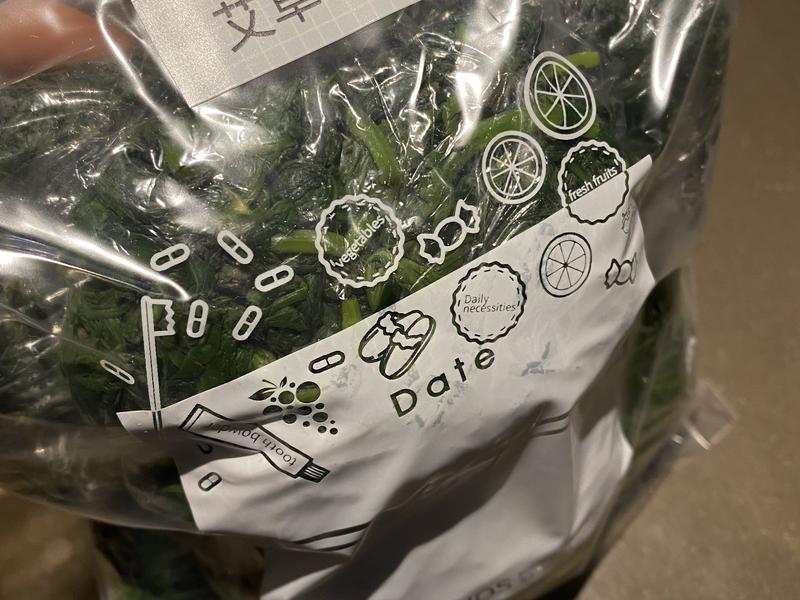 艾草
fresh fruits
vegetables
Daily
necessities
Date
tooth powder